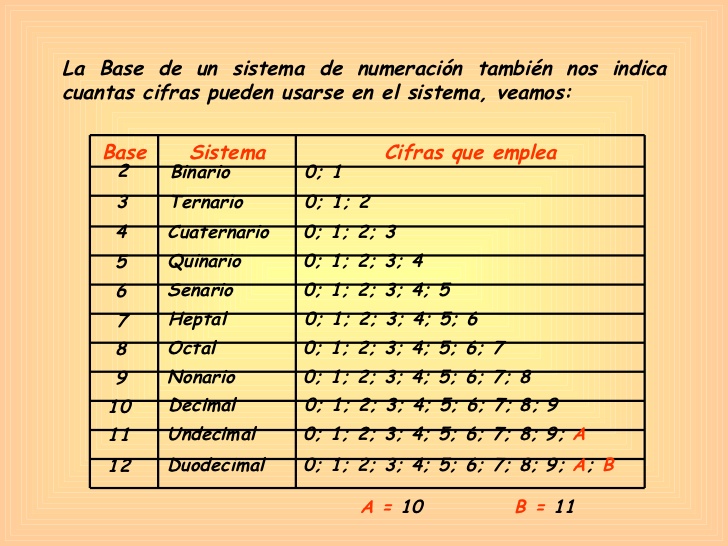 La Base de un sistema de numeración también nos indica
cuantas cifras pueden usarse en el sistema, veamos:
Base Sistema Cifras que emplea
2 Binario 0; 1
3 Ternario 0; 1; 2
4 Cuaternario 0; 1; 2; 3
5 Quinario 0; 1; 2; 3; 4
6 Senario 0; 1; 2; 3; 4; 5
7 Heptal 0; 1; 2; 3; 4; 5; 6
8 Octal 0; 1; 2; 3; 4; 5; 6; 7
9 Nonario 0; 1; 2; 3; 4; 5; 6; 7; 8
10 Decimal 0; 1; 2; 3; 4; 5; 6; 7; 8; 9
11 Undecimal 0; 1; 2; 3; 4; 5; 6; 7; 8; 9; A
12 Duodecimal 0; 1; 2; 3; 4; 5; 6; 7; 8; 9; A; B
A = 10 B = 11